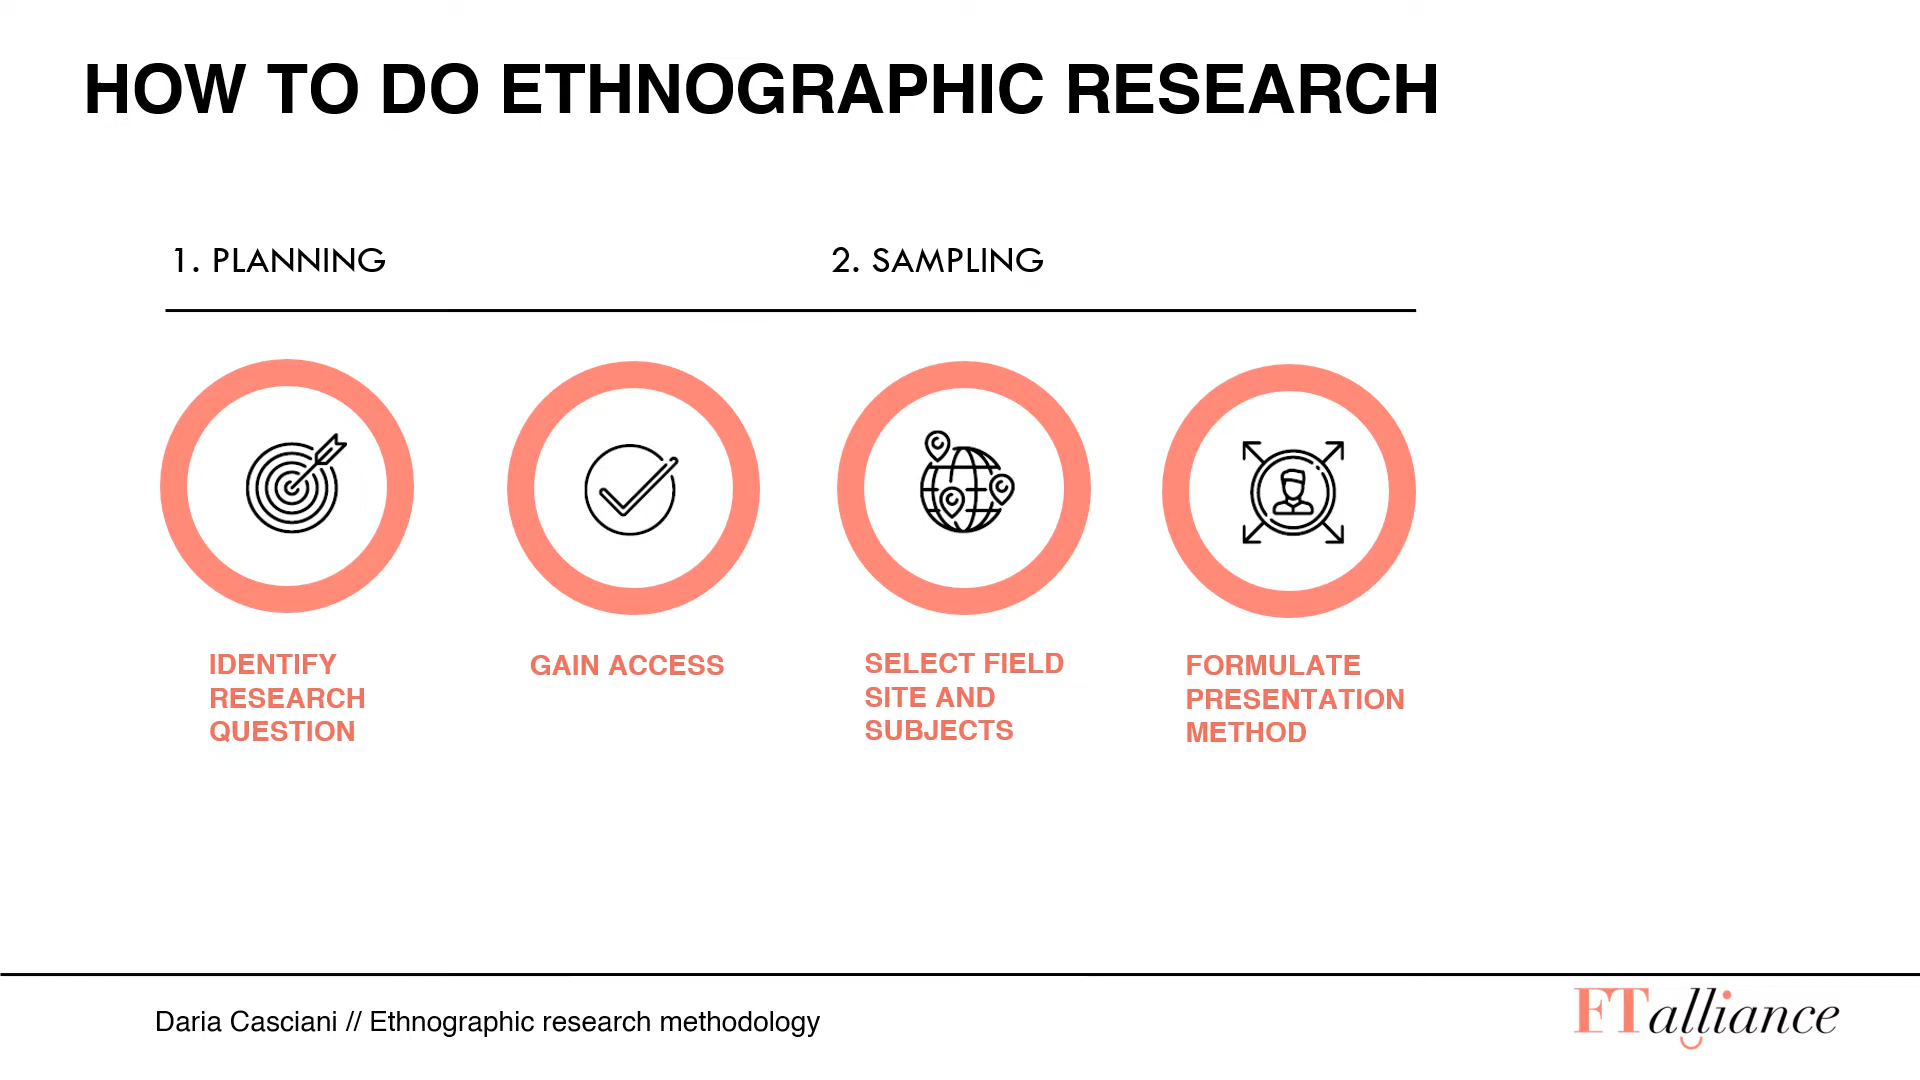 HOW TO DO ETHNOGRAPHIC RESEARCH
1. PLANNING
2. SAMPLING
IDENTIFY
RESEARCH
QUESTION
GAIN ACCESS
SELECT FIELD
SITE AND
SUBJECTS
FORMULATE
PRESENTATION
METHOD
Daria Casciani // Ethnographic research methodology
FTalliance